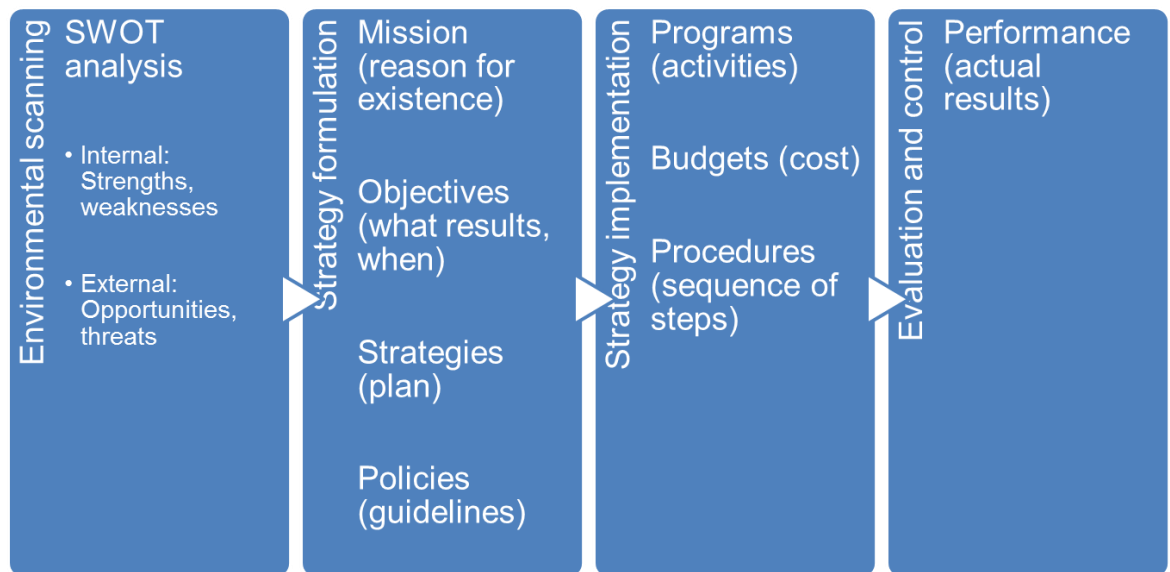 Environmental scanning
SWOT
analysis
• Internal:
Strengths,
weaknesses
• External:
Opportunities,
threats
Strategy formulation
Mission
(reason for
existence)
Objectives
(what results,
when)
Strategies
(plan)
Policies
(guidelines)
Strategy implementation
Programs
(activities)
Budgets (cost)
Procedures
(sequence of
steps)
Evaluation and control
Performance
(actual
results)